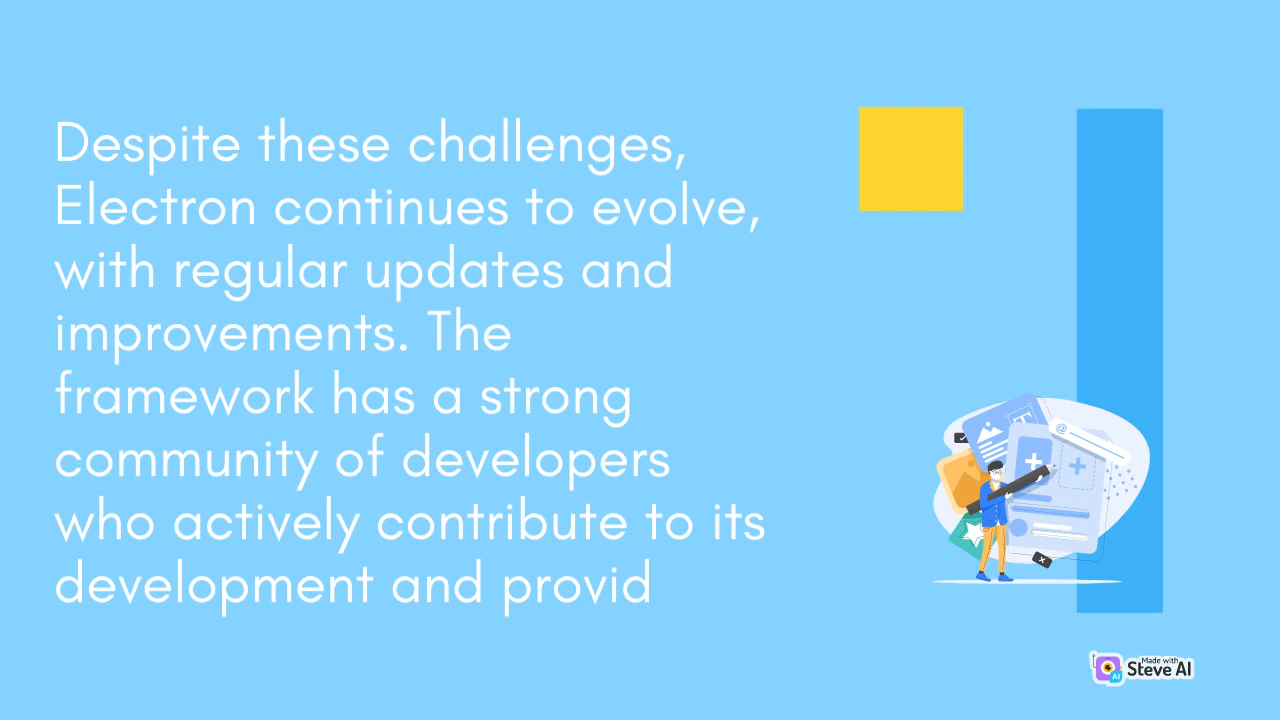 Despite these challenges,
Electron continues to evolve,
with regular updates and
improvements. The
framework has a strong
community of developers
who actively contribute to its
development and provid
T
@
Made with
Steve AI
AI